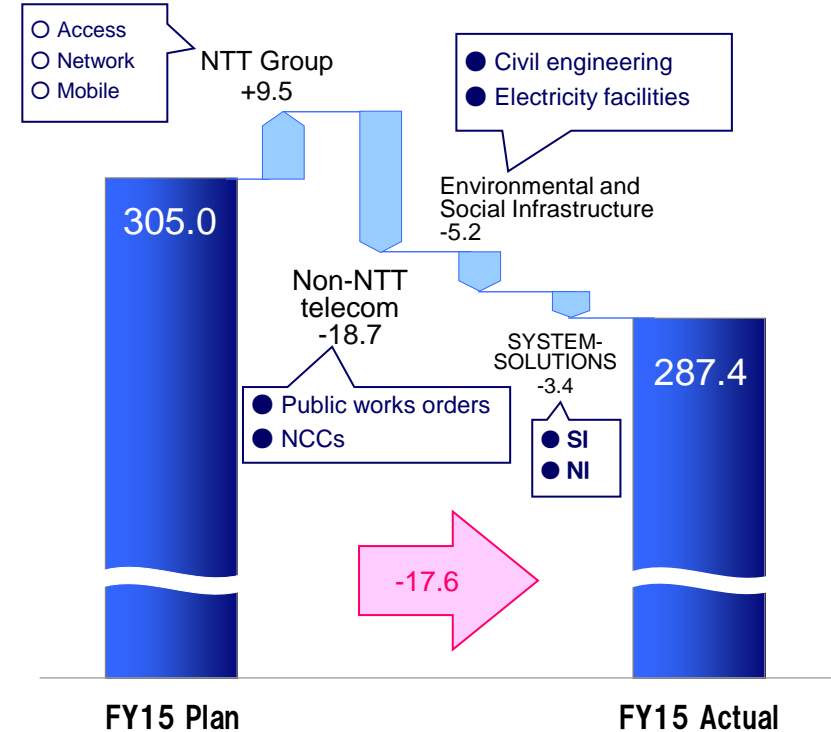 ○ Access
○ Network
○ Mobile
NTT Group
+9.5
● Civil engineering
● Electricity facilities
305.0
Environmental and
Social Infrastructure
-5.2
Non-NTT
telecom
-18.7
● Public works orders
● NCCs
SYSTEM-
SOLUTIONS
-3.4
● SI
● NI
287.4
-17.6
FY15 Plan
FY15 Actual